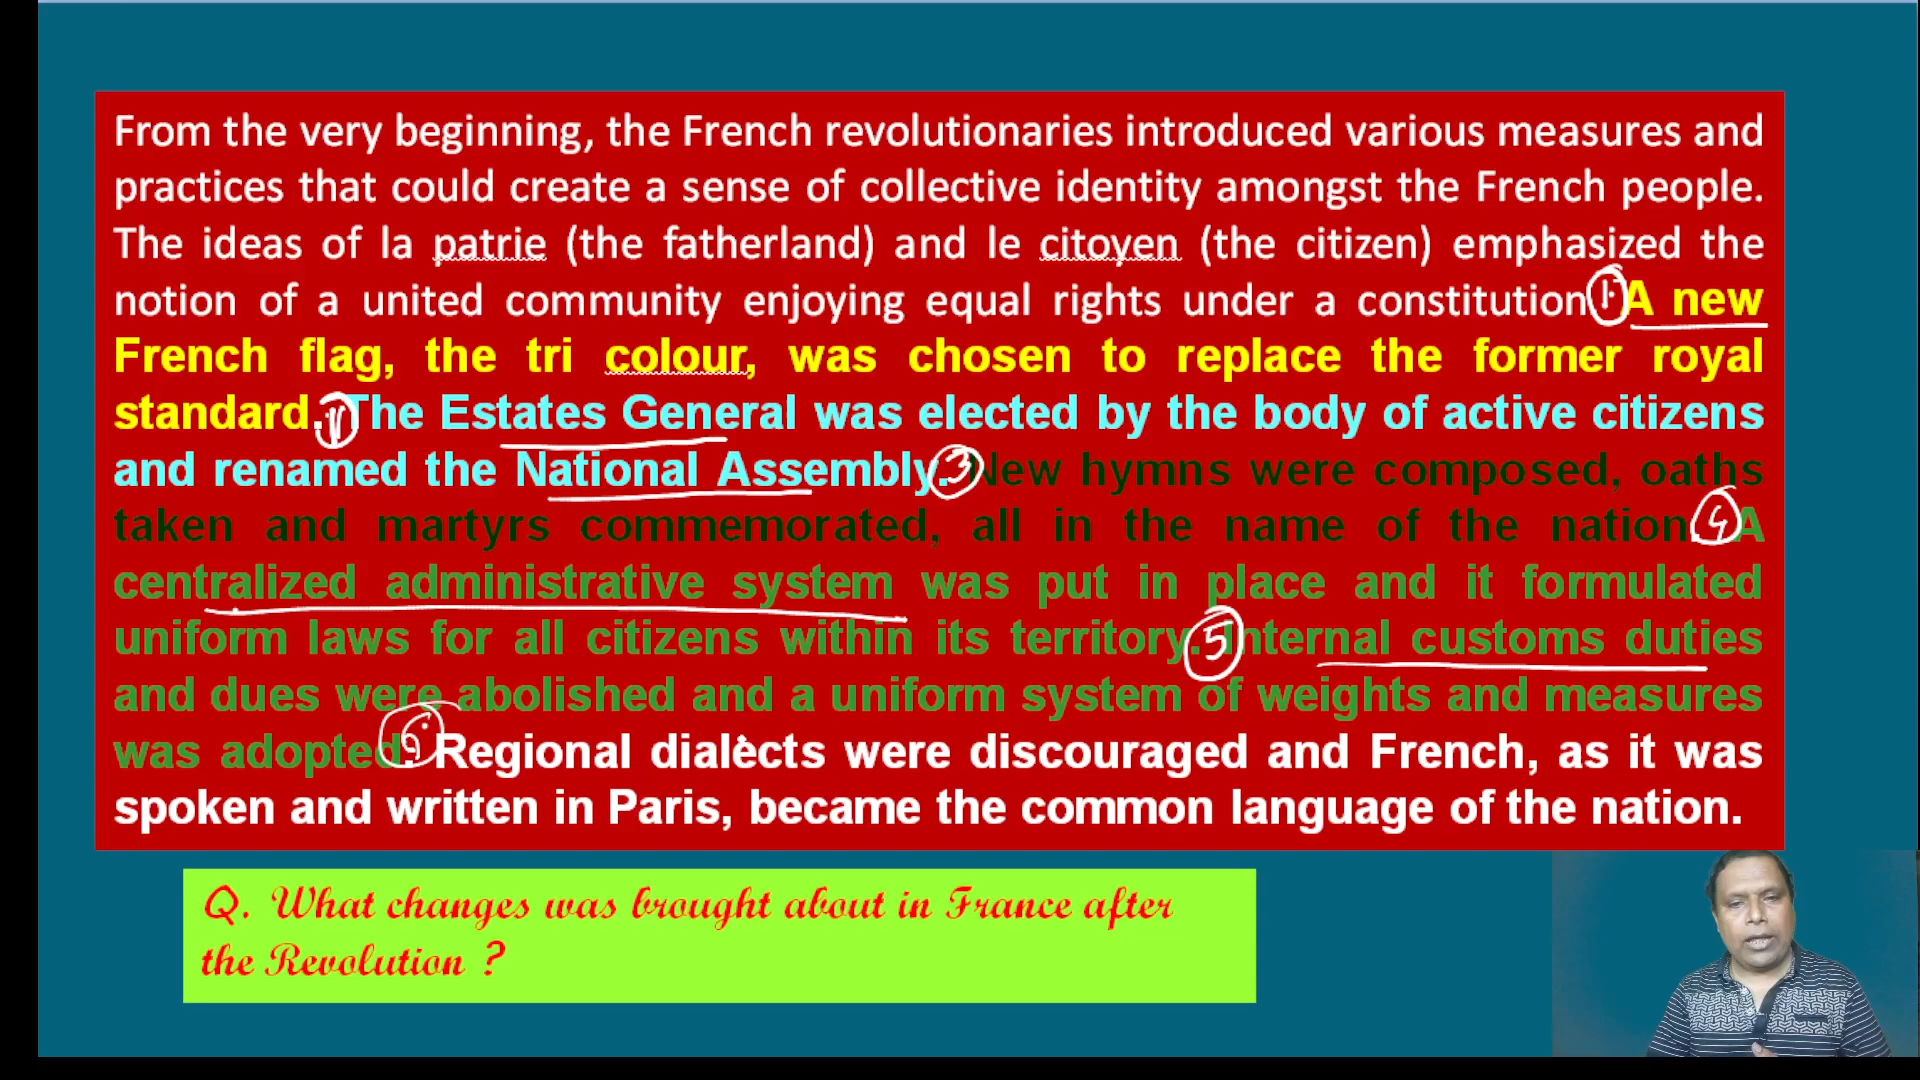 From the very beginning, the French revolutionaries introduced various measures and
practices that could create a sense of collective identity amongst the French people.
The ideas of la patrie (the fatherland) and le citoyen (the citizen) emphasized the
notion of a united community enjoying equal rights under a constitution. 1. A new
French flag, the tri colour, was chosen to replace the former royal
standard. The Estates General was elected by the body of active citizens
and renamed the National Assembly. 3 New hymns were composed, oaths
taken and martyrs commemorated, all in the name of the nation. 4 A
centralized administrative system was put in place and it formulated
uniform laws for all citizens within its territory. 5 Internal customs duties
and dues were abolished and a uniform system of weights and measures
was adopted. Regional dialects were discouraged and French, as it was
spoken and written in Paris, became the common language of the nation.
Q. What changes was brought about in France after
the Revolution ?